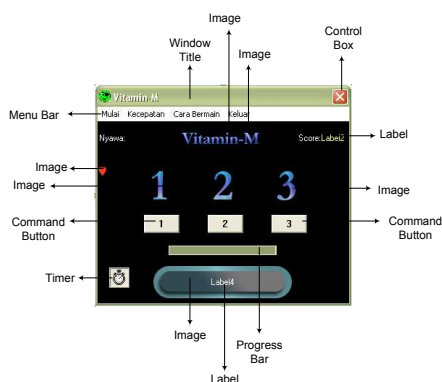 Image
Window
Title
Image
Control
Box
Vitamin-M
Menu Bar
Mulai Kecepatan Cara Bermain Keluar
Nyawa:
Vitamin-M
Score:Label2
Label
Image
Image
1 2 3
Image
Command
Button
1 2 3
Command
Button
Timer
Label4
Image
Progress
Bar
Label